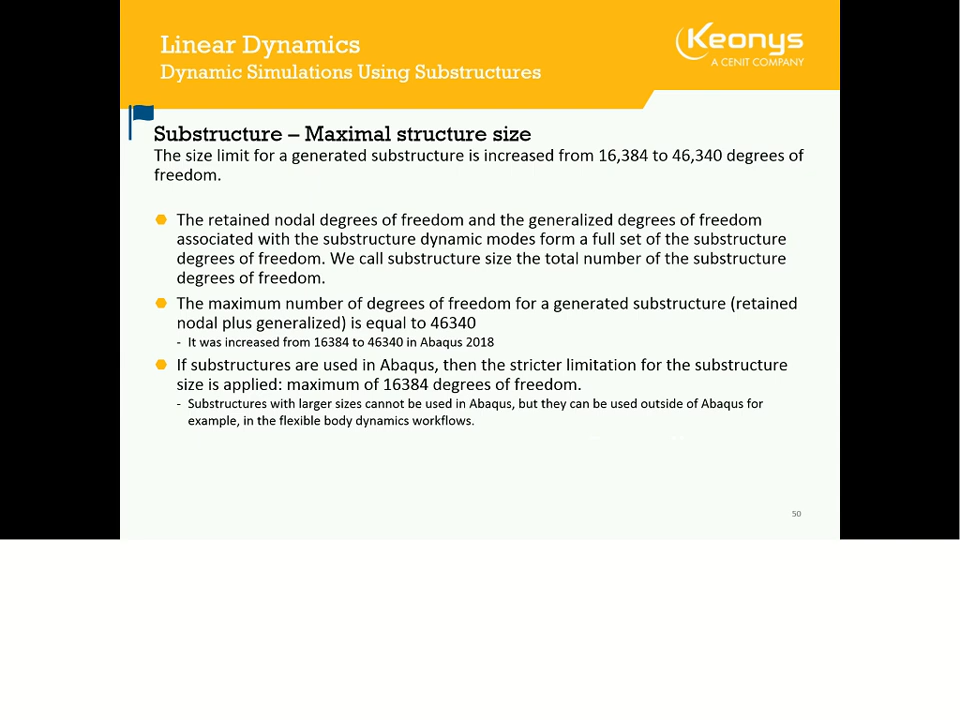 Linear Dynamics
Dynamic Simulations Using Substructures
Keonys
A CENIT COMPANY
Substructure – Maximal structure size
The size limit for a generated substructure is increased from 16,384 to 46,340 degrees of
freedom.
The retained nodal degrees of freedom and the generalized degrees of freedom
associated with the substructure dynamic modes form a full set of the substructure
degrees of freedom. We call substructure size the total number of the substructure
degrees of freedom.
The maximum number of degrees of freedom for a generated substructure (retained
nodal plus generalized) is equal to 46340
- It was increased from 16384 to 46340 in Abaqus 2018
If substructures are used in Abaqus, then the stricter limitation for the substructure
size is applied: maximum of 16384 degrees of freedom.
- Substructures with larger sizes cannot be used in Abaqus, but they can be used outside of Abaqus for
example, in the flexible body dynamics workflows.
50